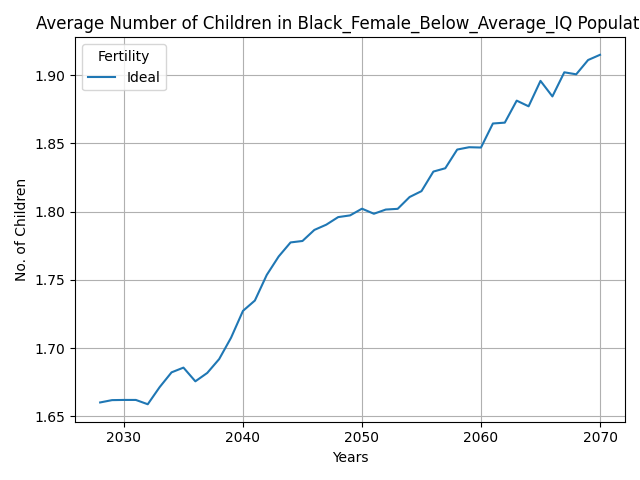 Average Number of Children in Black_Female_Below_Average_IQ Populat
Fertility
Ideal
No. of Children
1.90
1.85
1.80
1.75
1.70
1.65
2030 2040 2050 2060 2070
Years